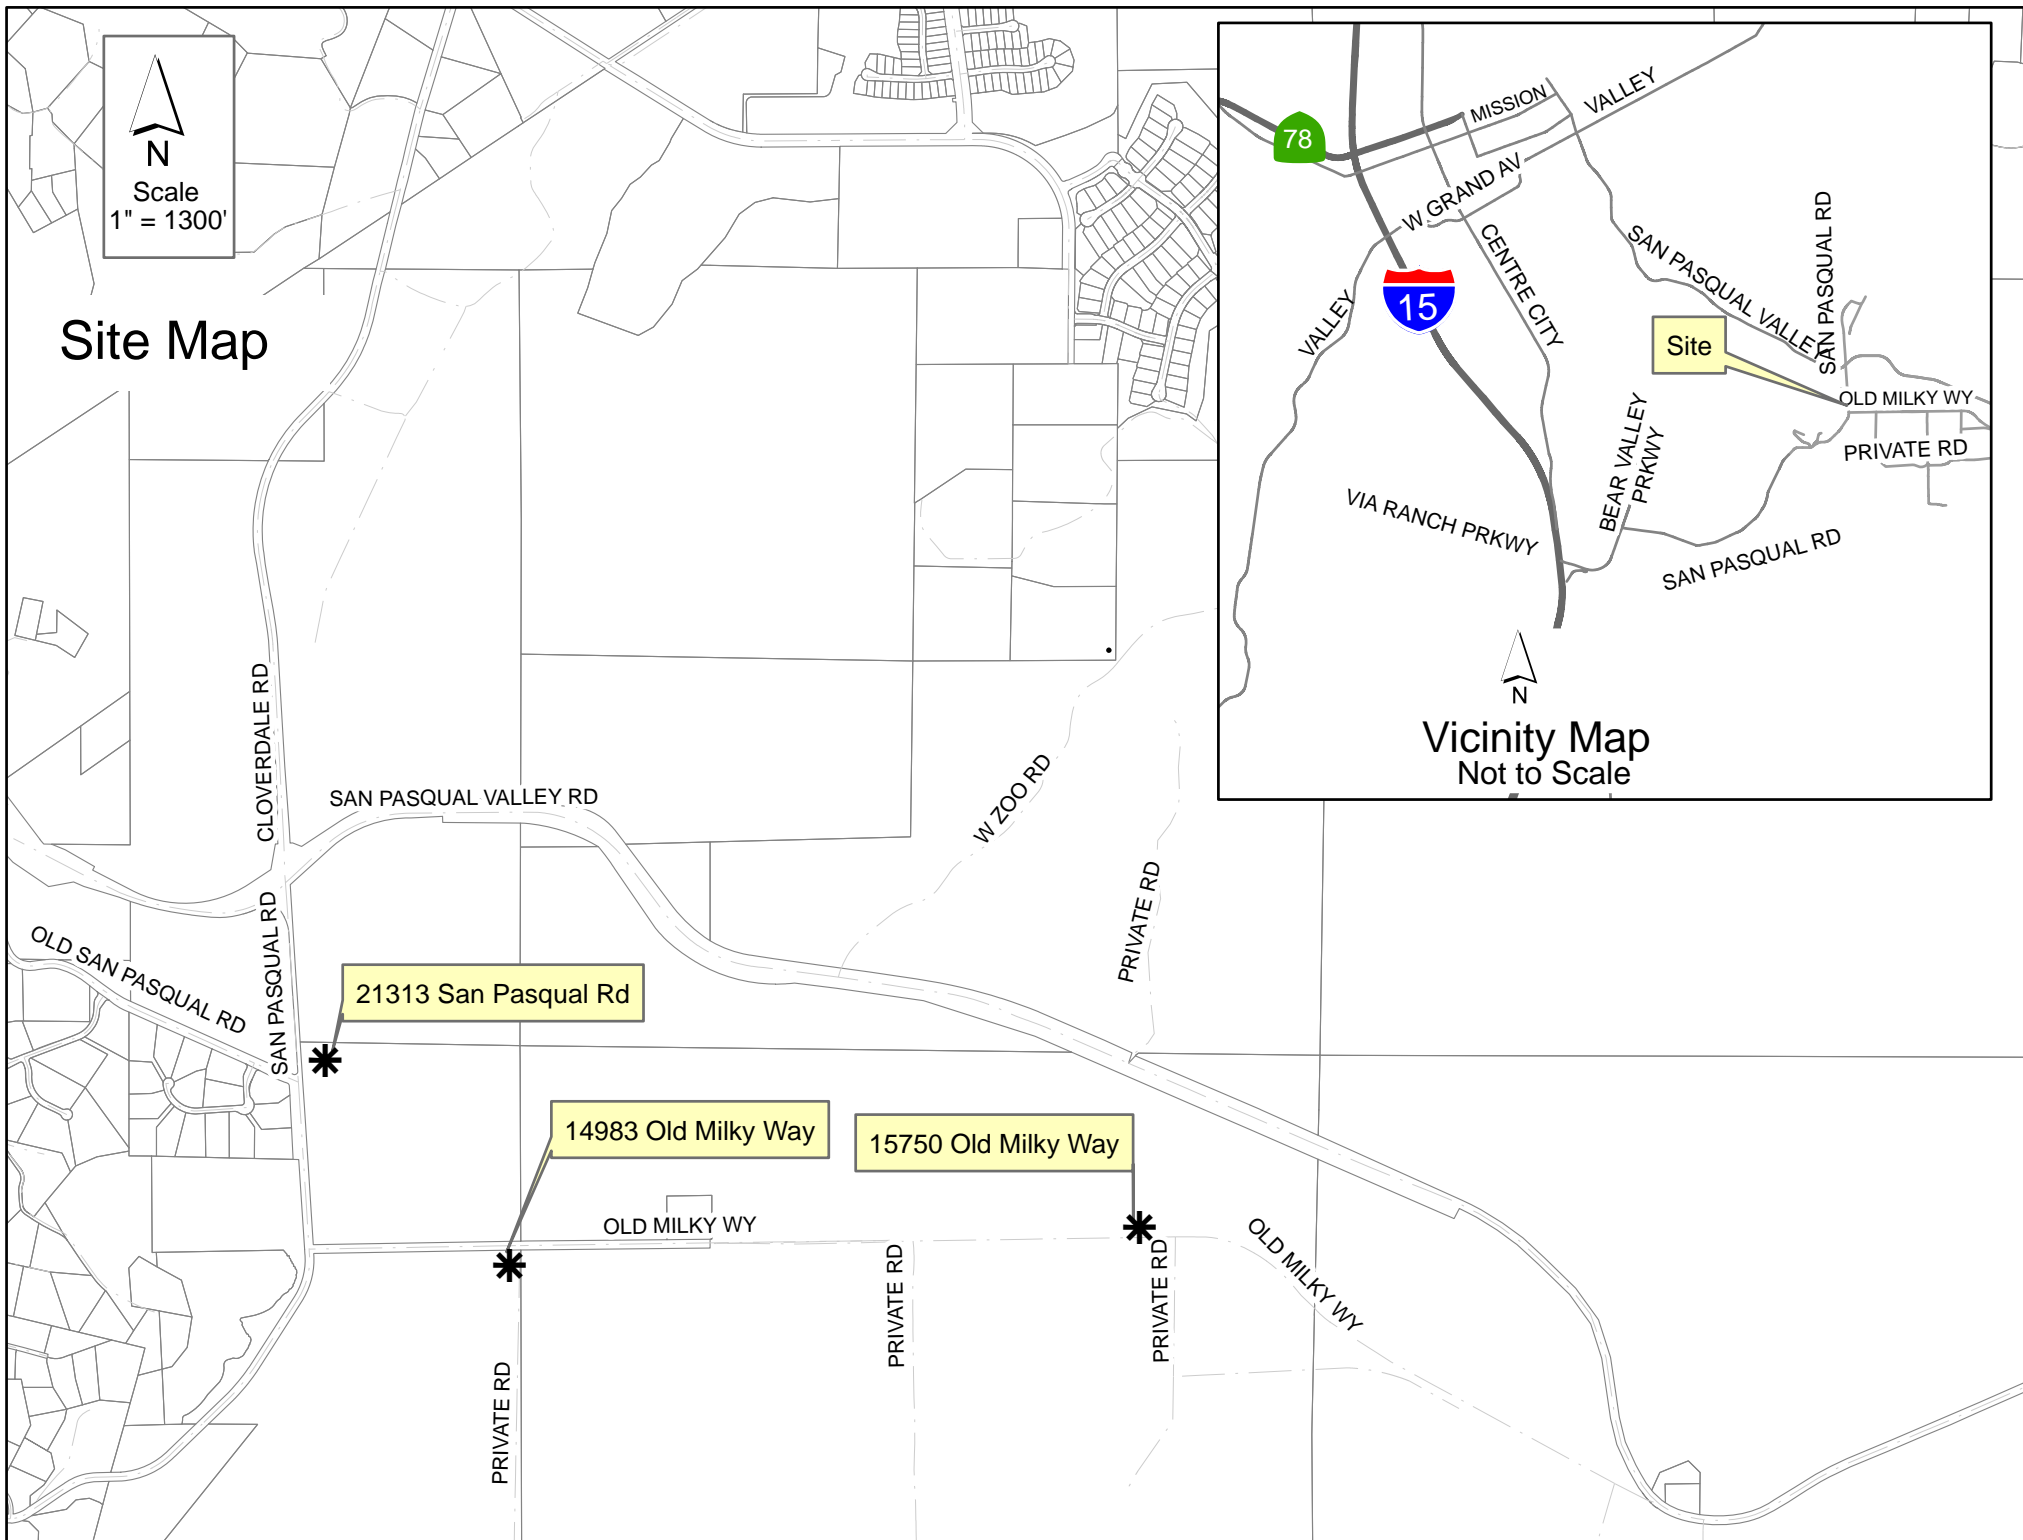 N
Scale
1" = 1300'
Site Map
CLOVERDALE RD
SAN PASQUAL VALLEY RD
W ZOO RD
PRIVATE RD
OLD SAN PASQUAL RD
SAN PASQUAL RD
21313 San Pasqual Rd
14983 Old Milky Way
15750 Old Milky Way
OLD MILKY WY
OLD MILKY WY
PRIVATE RD
PRIVATE RD
PRIVATE RD
78
MISSION
VALLEY
W GRAND AV
CENTRE CITY
SAN PASQUAL VALLEY
SAN PASQUAL RD
15
VALLEY
Site
OLD MILKY WY
PRIVATE RD
BEAR VALLEY
PRKWY
VIA RANCH PRKWY
SAN PASQUAL RD
N
Vicinity Map
Not to Scale